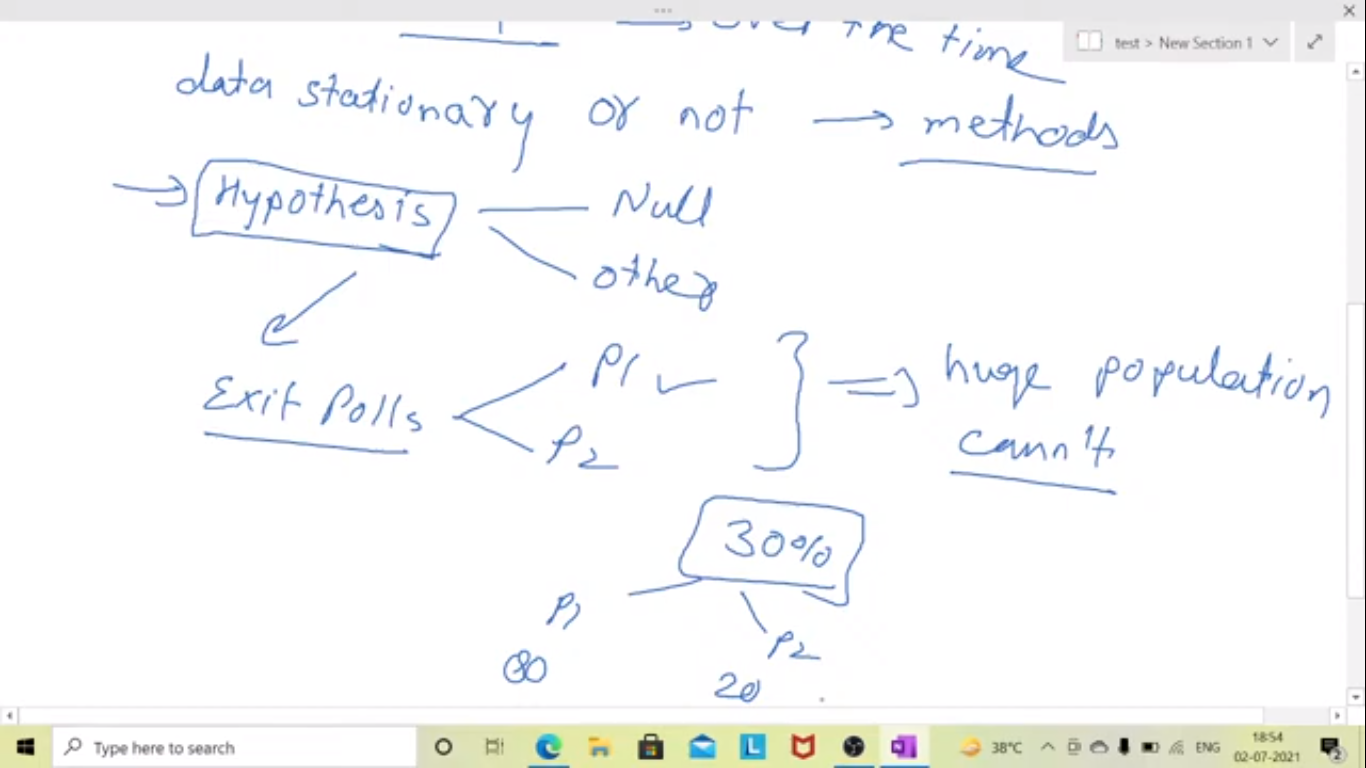 over the time
test > New Section 1
data stationary or not → methods
→ Hypothesis
Null
other
Exit Polls
P1
P2
huge population
cann't
30%
P1
P2
80
20
Type here to search
38°C
ENG
18:54
02-07-2021
2